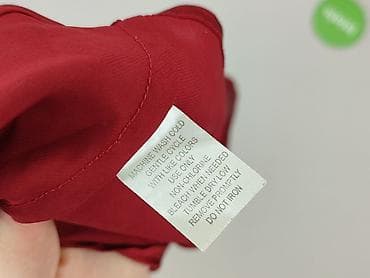 MACHINE WASH COLD
GENTLE CYCLE
WITH LIKE COLORS
USE ONLY
NON-CHLORINE
BLEACH WHEN NEEDED
TUMBLE DRY LOW
REMOVE PROMPTLY
DO NOT IRON